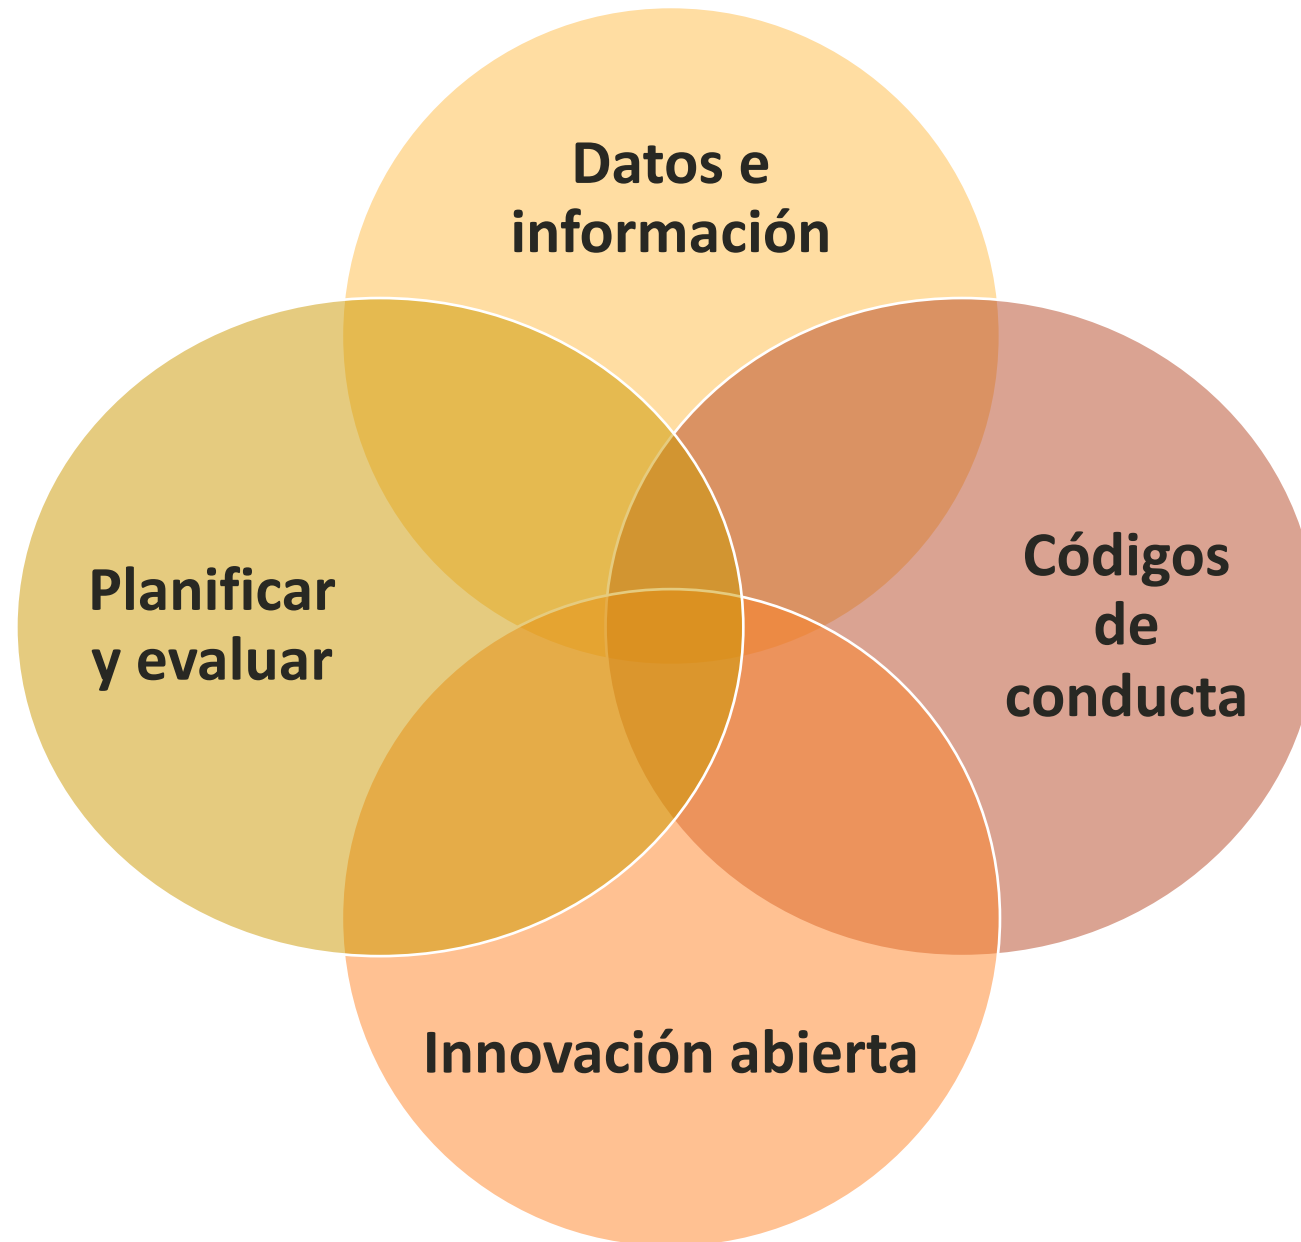 Datos e
información
Planificar
y evaluar
Códigos
de
conducta
Innovación abierta